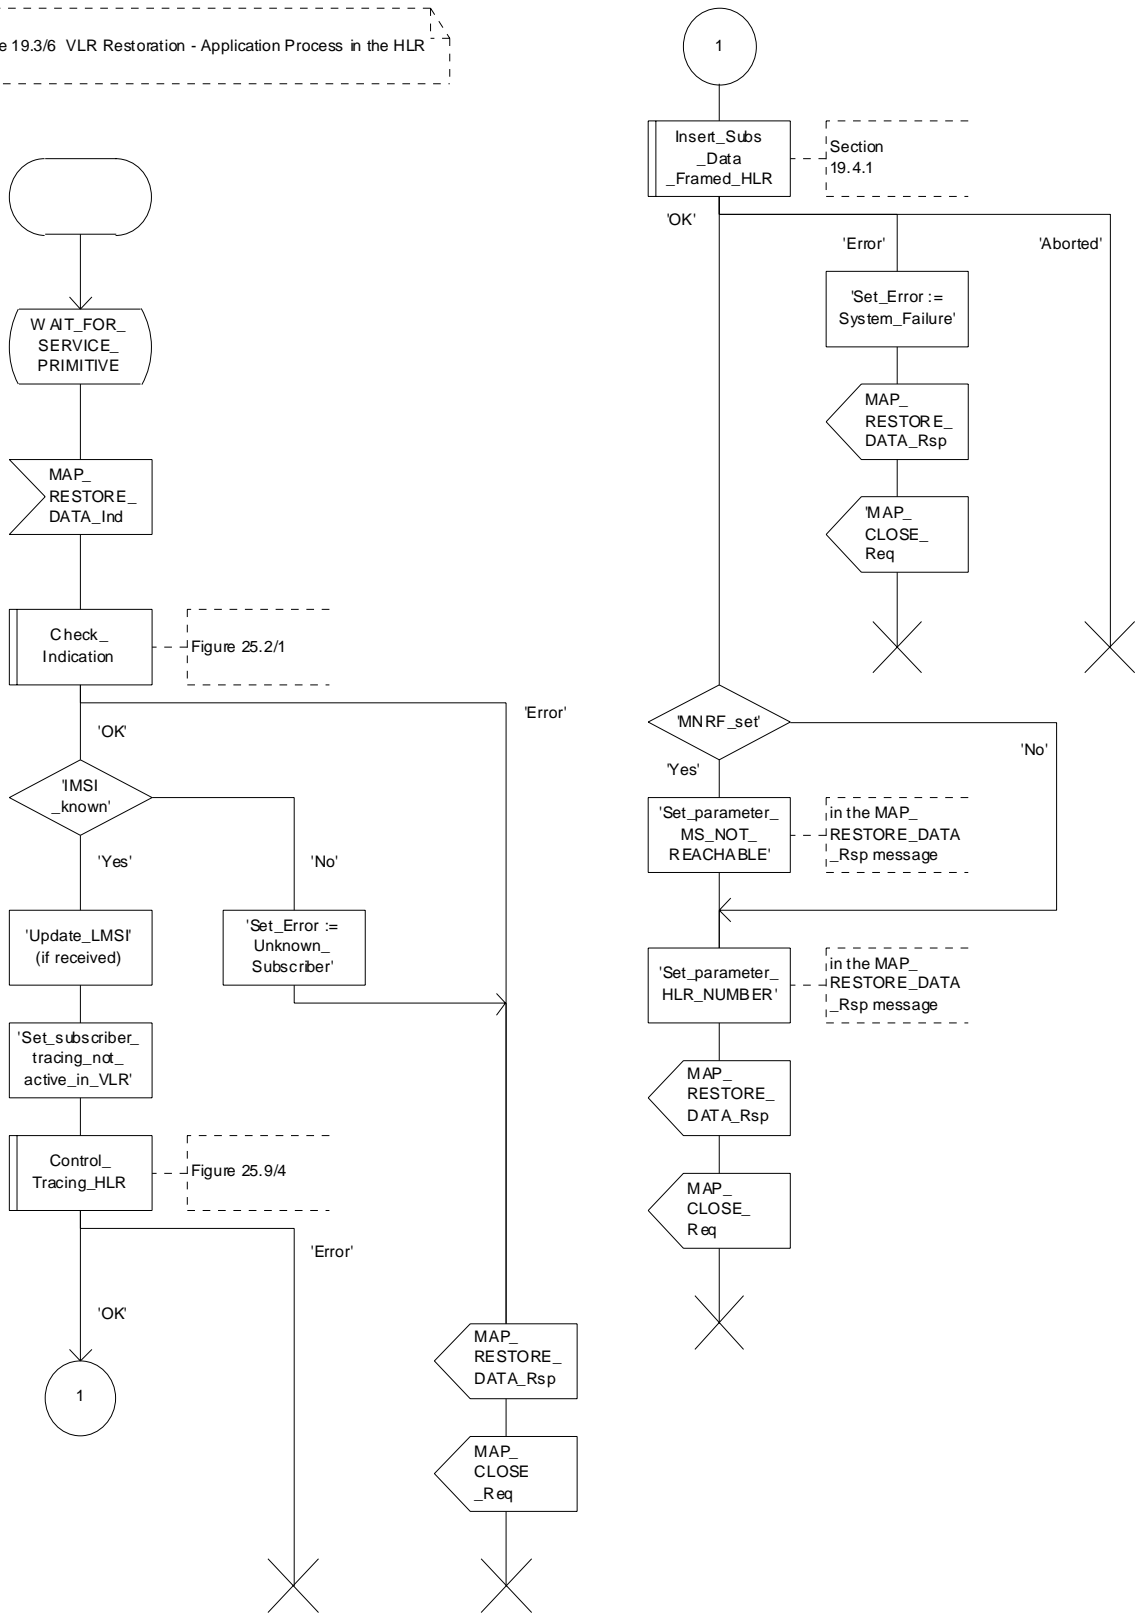 e 19.3/6 VLR Restoration - Application Process in the HLR
WAIT_FOR_
SERVICE_
PRIMITIVE
MAP_
RESTORE_
DATA_Ind
Check_
Indication
Figure 25.2/1
'Error'
'OK'
'IMSI
_known'
'Yes'
'No'
'Update_LMSI'
(if received)
'Set_Error :=
Unknown_
Subscriber'
'Set_subscriber_
tracing_not_
active_in_VLR'
Control_
Tracing_HLR
Figure 25.9/4
'Error'
'OK'
1
MAP_
RESTORE_
DATA_Rsp
MAP_
CLOSE
_Req
1
Insert_Subs
_Data
_Framed_HLR
Section
19.4.1
'OK'
'Error'
'Aborted'
'Set_Error :=
System_Failure'
MAP_
RESTORE_
DATA_Rsp
'MAP_
CLOSE_
Req
'MNRF_set'
'No'
'Yes'
'Set_parameter_
MS_NOT_
REACHABLE'
in the MAP_
RESTORE_DATA
_Rsp message
'Set_parameter_
HLR_NUMBER'
in the MAP_
RESTORE_DATA
_Rsp message
MAP_
RESTORE_
DATA_Rsp
MAP_
CLOSE_
Req